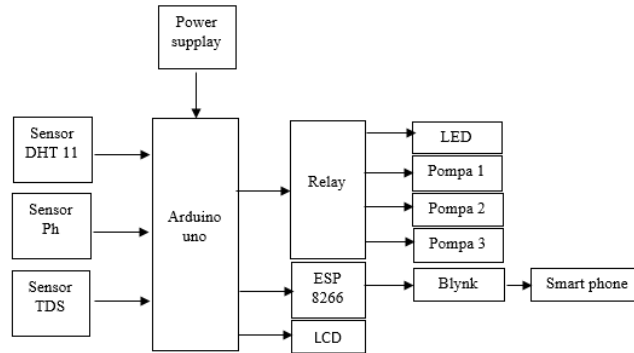 Power
supplay
Sensor
DHT 11
Sensor
Ph
Sensor
TDS
Arduino
uno
Relay
ESP
8266
LCD
LED
Pompa 1
Pompa 2
Pompa 3
Blynk
Smart phone